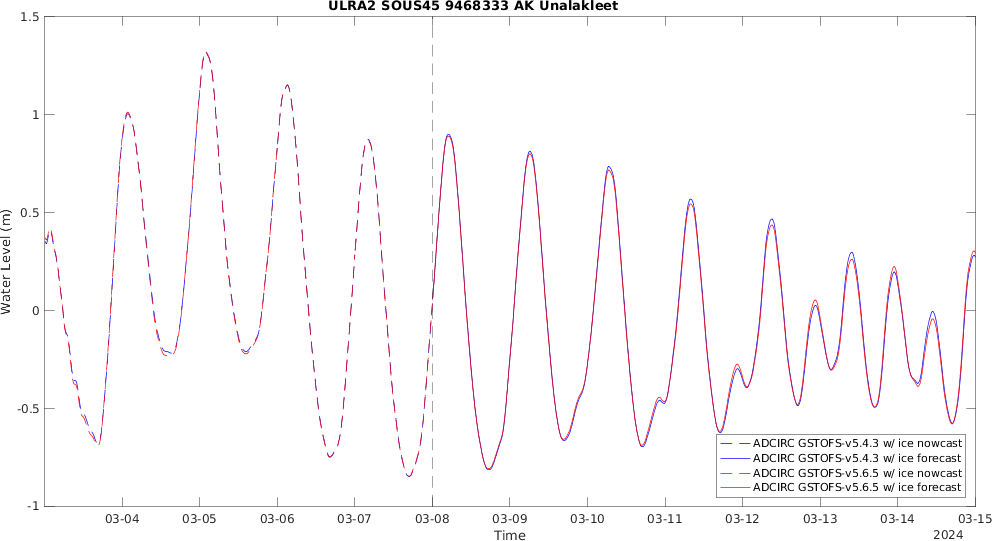 ULRA2 SOUS45 9468333 AK Unalakleet
1.5
1
0.5
0
-0.5
-1
Water Level (m)
03-04
03-05
03-06
03-07
03-08
03-09
03-10
03-11
03-12
03-13
03-14
03-15
Time
2024
ADCIRC GSTOFS-v5.4.3 w/ ice nowcast
ADCIRC GSTOFS-v5.4.3 w/ ice forecast
ADCIRC GSTOFS-v5.6.5 w/ ice nowcast
ADCIRC GSTOFS-v5.6.5 w/ ice forecast